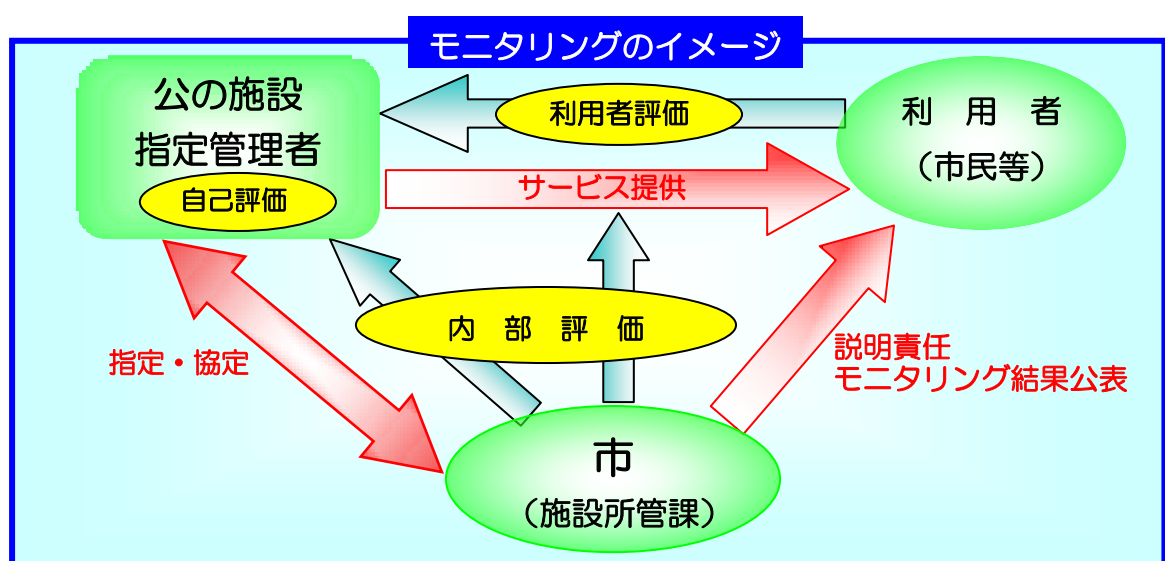 モニタリングのイメージ
公の施設
指定管理者
自己評価
利用者評価
利 用 者
（市民等）
サービス提供
内 部 評 価
指定・協定
説明責任
モニタリング結果公表
市
（施設所管課）